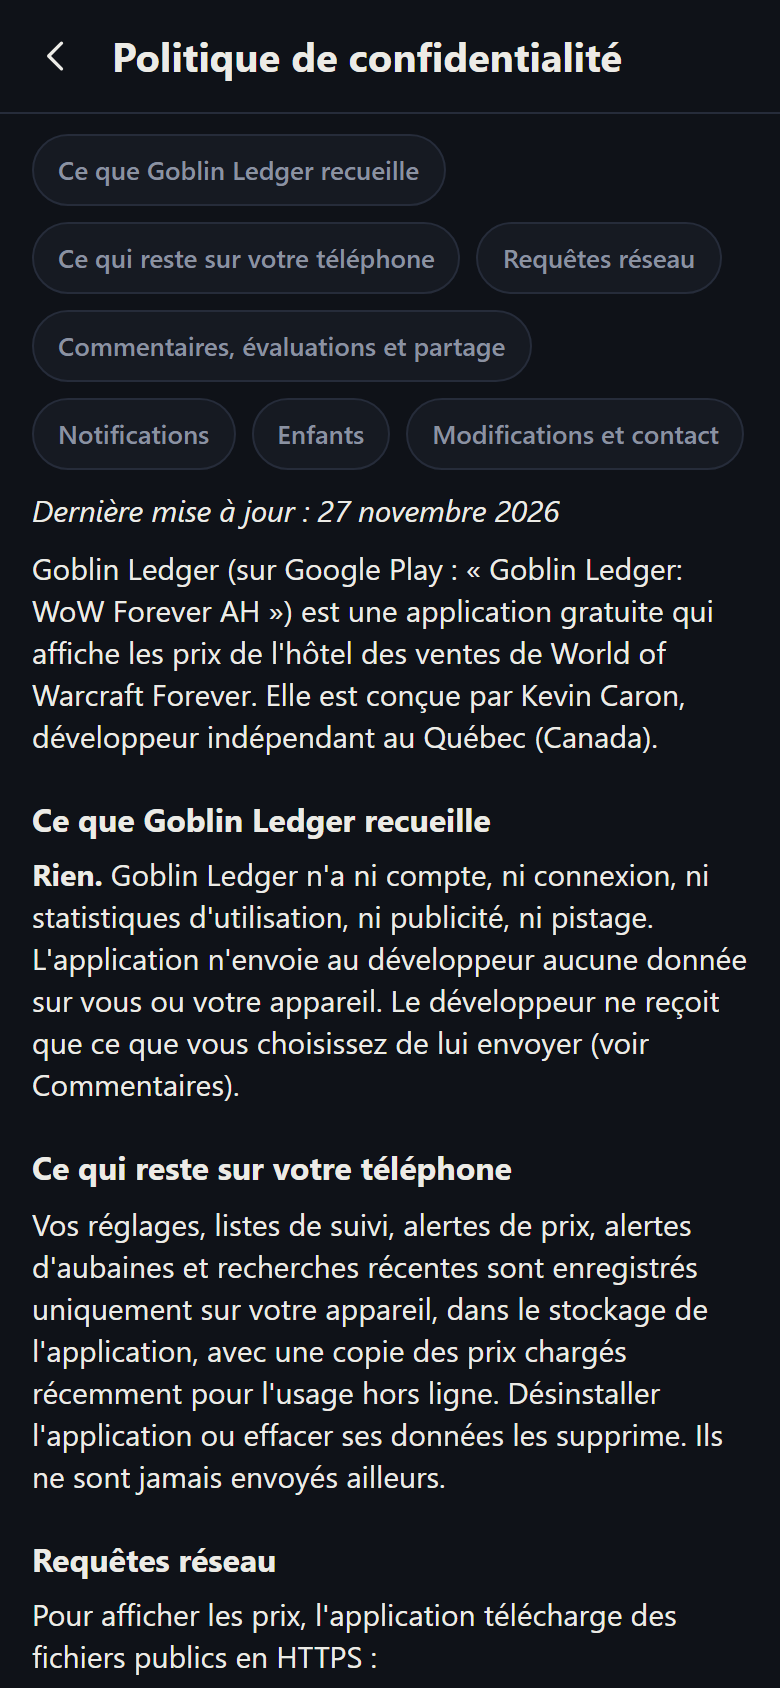 Politique de confidentialité
Ce que Goblin Ledger recueille
Ce qui reste sur votre téléphone
Requêtes réseau
Commentaires, évaluations et partage
Notifications
Enfants
Modifications et contact
Dernière mise à jour : 27 novembre 2026
Goblin Ledger (sur Google Play : « Goblin Ledger:
WoW Forever AH ») est une application gratuite qui
affiche les prix de l'hôtel des ventes de World of
Warcraft Forever. Elle est conçue par Kevin Caron,
développeur indépendant au Québec (Canada).
Ce que Goblin Ledger recueille
Rien. Goblin Ledger n'a ni compte, ni connexion, ni
statistiques d'utilisation, ni publicité, ni pistage.
L'application n'envoie au développeur aucune donnée
sur vous ou votre appareil. Le développeur ne reçoit
que ce que vous choisissez de lui envoyer (voir
Commentaires).
Ce qui reste sur votre téléphone
Vos réglages, listes de suivi, alertes de prix, alertes
d'aubaines et recherches récentes sont enregistrés
uniquement sur votre appareil, dans le stockage de
l'application, avec une copie des prix chargés
récemment pour l'usage hors ligne. Désinstaller
l'application ou effacer ses données les supprime. Ils
ne sont jamais envoyés ailleurs.
Requêtes réseau
Pour afficher les prix, l'application télécharge des
fichiers publics en HTTPS :